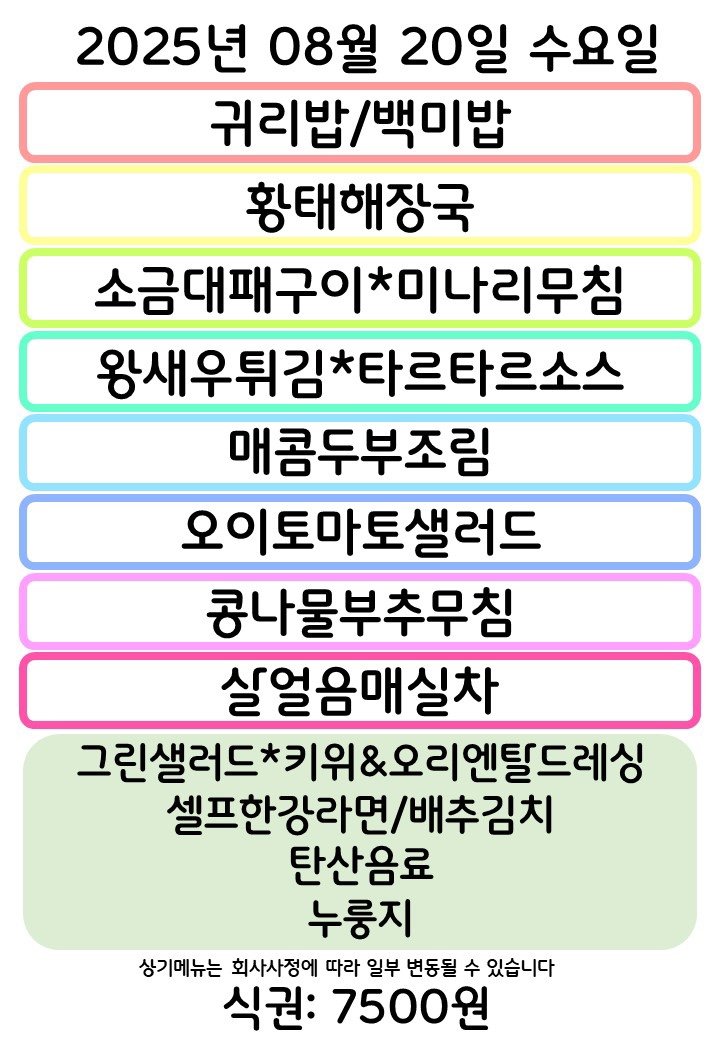 2025년 08월 20일 수요일
귀리밥/백미밥
황태해장국
소금대패구이*미나리무침
왕새우튀김*타르타르소스
매콤두부조림
오이토마토샐러드
콩나물부추무침
살얼음매실차
그린샐러드*키위&오리엔탈드레싱
셀프한강라면/배추김치
탄산음료
누룽지
상기메뉴는 회사사정에 따라 일부 변동될 수 있습니다
식권: 7500원